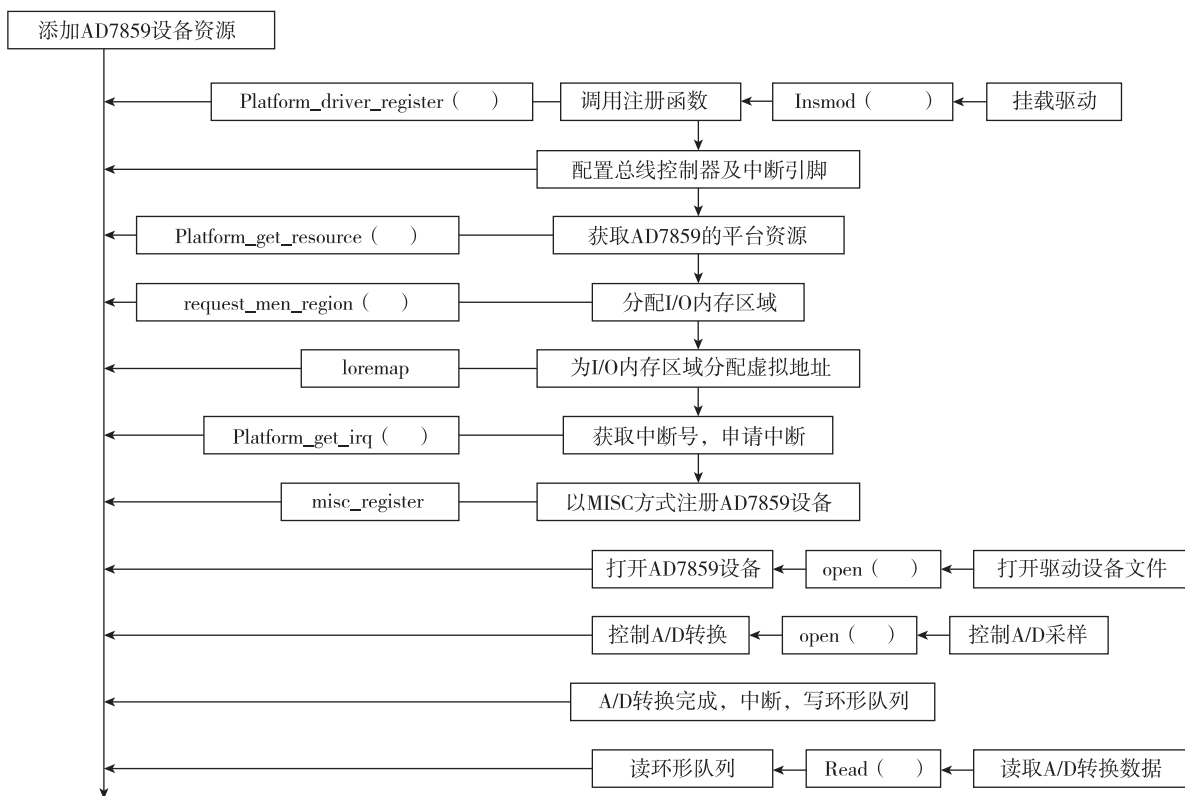 添加AD7859设备资源
Platform_driver_register（ ） 调用注册函数 Insmod（ ） 挂载驱动
配置总线控制器及中断引脚
Platform_get_resource（ ） 获取AD7859的平台资源
request_men_region（ ） 分配I/O内存区域
loremap 为I/O内存区域分配虚拟地址
Platform_get_irq（ ） 获取中断号，申请中断
misc_register 以MISC方式注册AD7859设备
打开AD7859设备 open（ ） 打开驱动设备文件
控制A/D转换 open（ ） 控制A/D采样
A/D转换完成，中断，写环形队列
读环形队列 Read（ ） 读取A/D转换数据